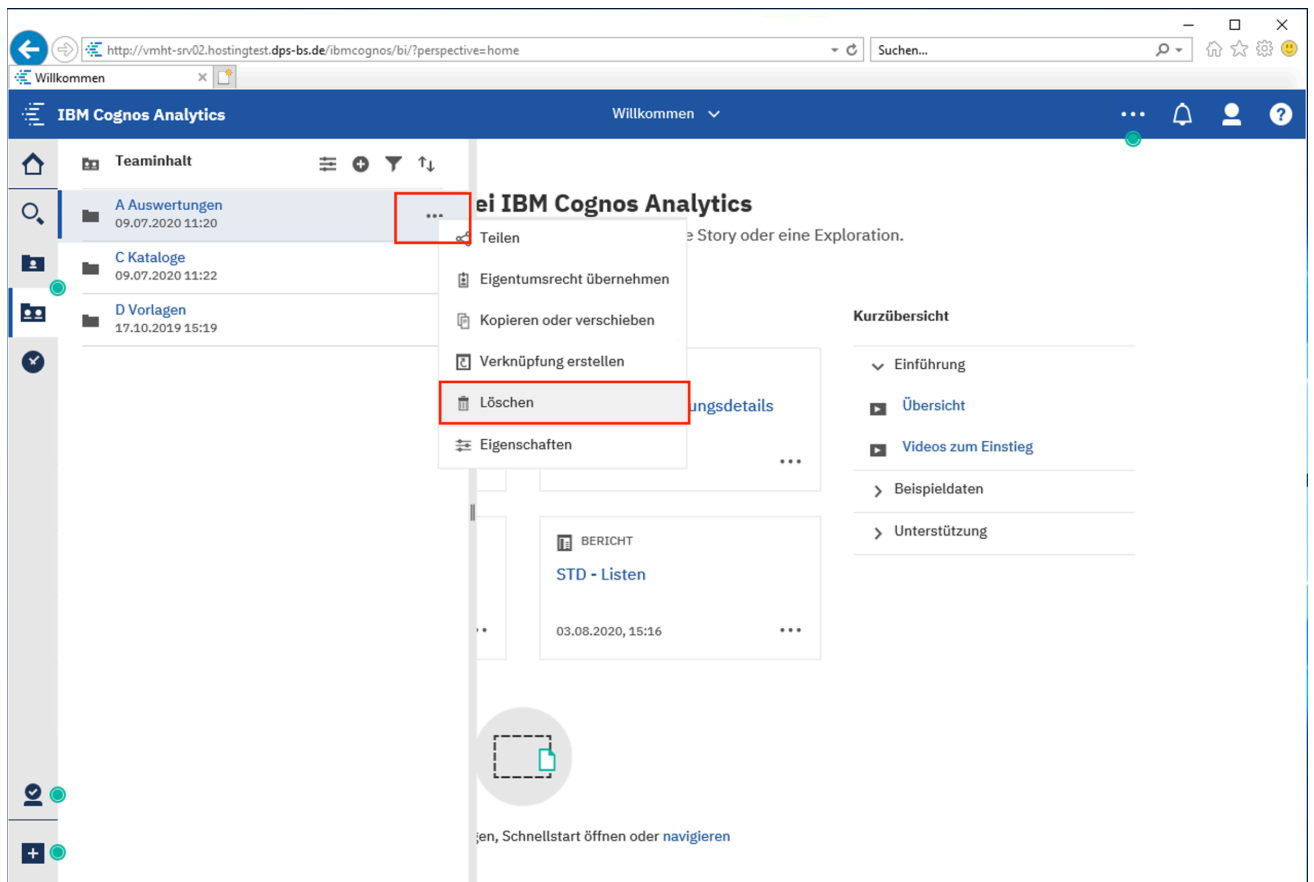 http://vmht-srv02.hostingtest.dps-bs.de/ibmcognos/bi/?perspective=home
Suchen...
Willkommen
IBM Cognos Analytics
Willkommen
Teaminhalt
A Auswertungen
09.07.2020 11:20
C Kataloge
09.07.2020 11:22
D Vorlagen
17.10.2019 15:19
Teilen
Eigentumsrecht übernehmen
Kopieren oder verschieben
Verknüpfung erstellen
Löschen
Eigenschaften
ei IBM Cognos Analytics
e Story oder eine Exploration.
ungsdetails
BERICHT
STD - Listen
03.08.2020, 15:16
Kurzübersicht
Einführung
Übersicht
Videos zum Einstieg
Beispieldaten
Unterstützung
gen, Schnellstart öffnen oder navigieren